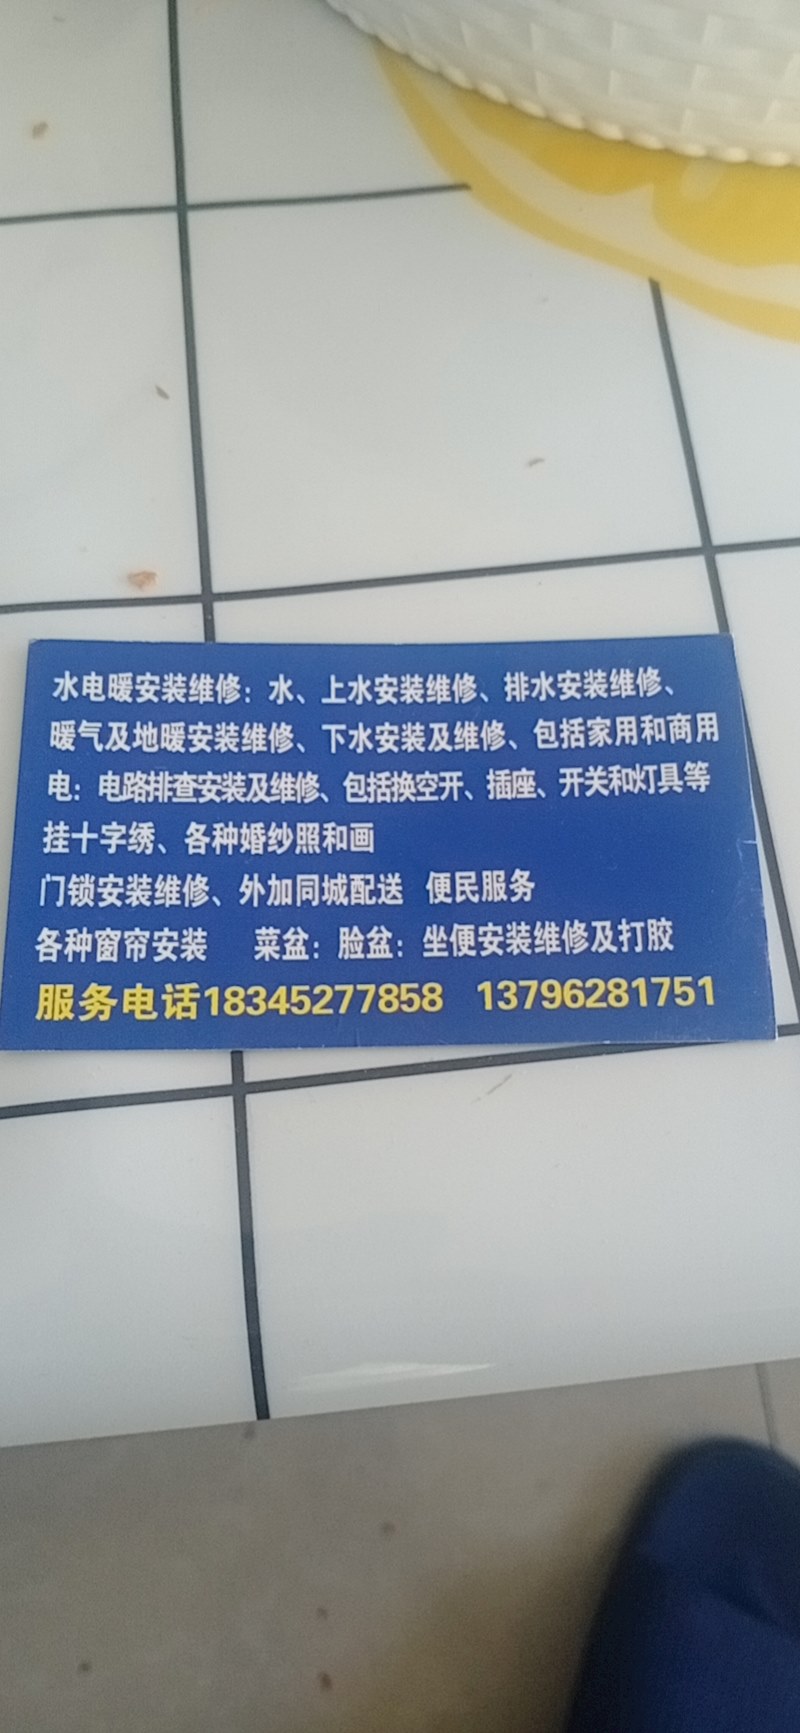 水电暖安装维修：水、上水安装维修、排水安装维修、
暖气及地暖安装维修、下水安装及维修、包括家用和商用
电：电路排查安装及维修、包括换空开、插座、开关和灯具等
挂十字绣、各种婚纱照和画
门锁安装维修、外加同城配送 便民服务
各种窗帘安装 菜盆：脸盆：坐便安装维修及打胶
服务电话18345277858 13796281751